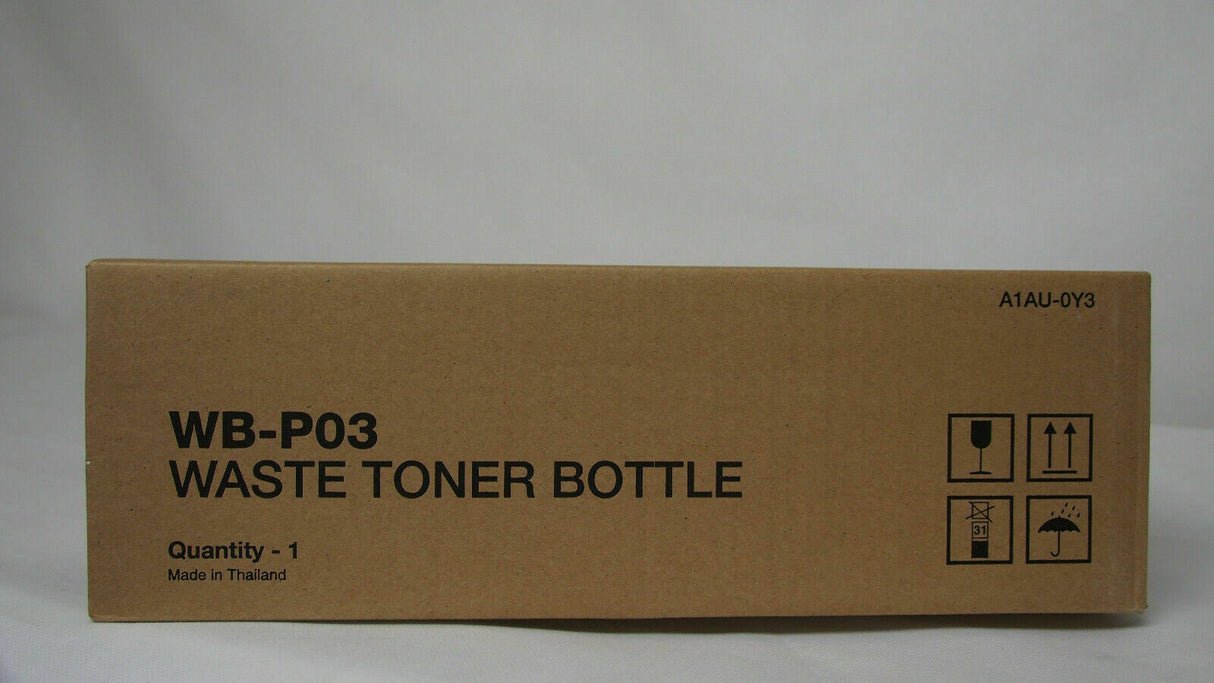 A1AU-0Y3
WB-P03
WASTE TONER BOTTLE
Quantity - 1
Made in Thailand
31